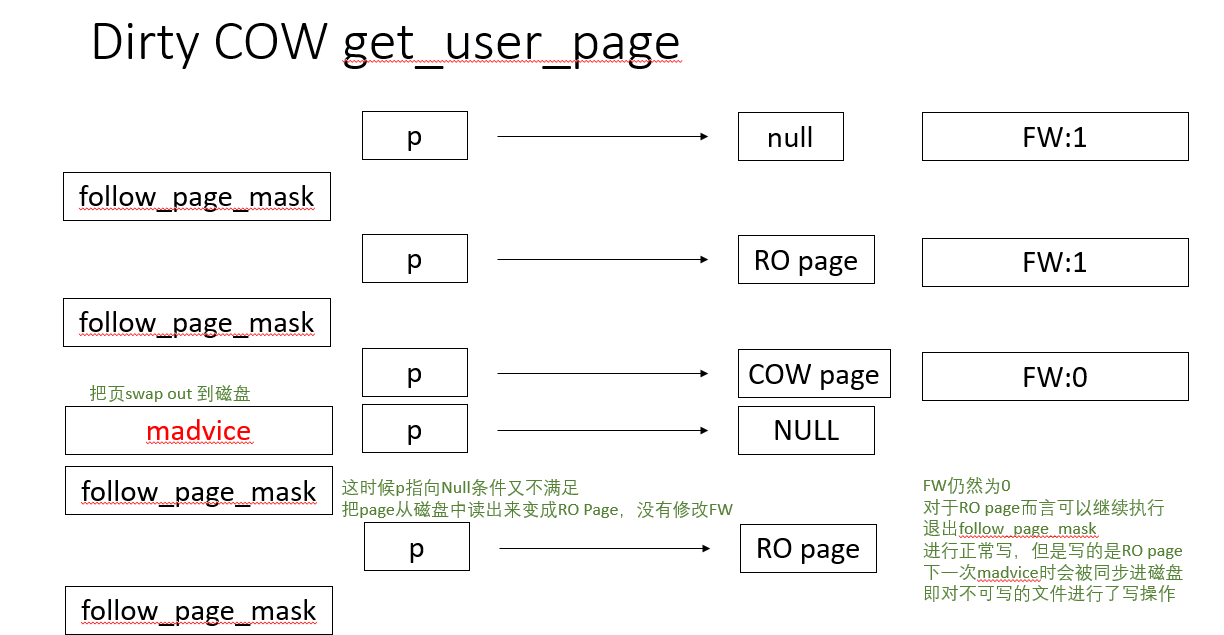 Dirty COW get_user_page
p
null
FW:1
follow_page_mask
p
RO page
FW:1
follow_page_mask
p
COW page
FW:0
把页swap out 到磁盘
madvice
p
NULL
follow_page_mask
这时候p指向Null条件又不满足
把page从磁盘中读出来变成RO Page，没有修改FW
p
RO page
FW仍然为0
对于RO page而言可以继续执行
退出follow_page_mask
进行正常写，但是写的是RO page
下一次madvice时会被同步进磁盘
即对不可写的文件进行了写操作
follow_page_mask